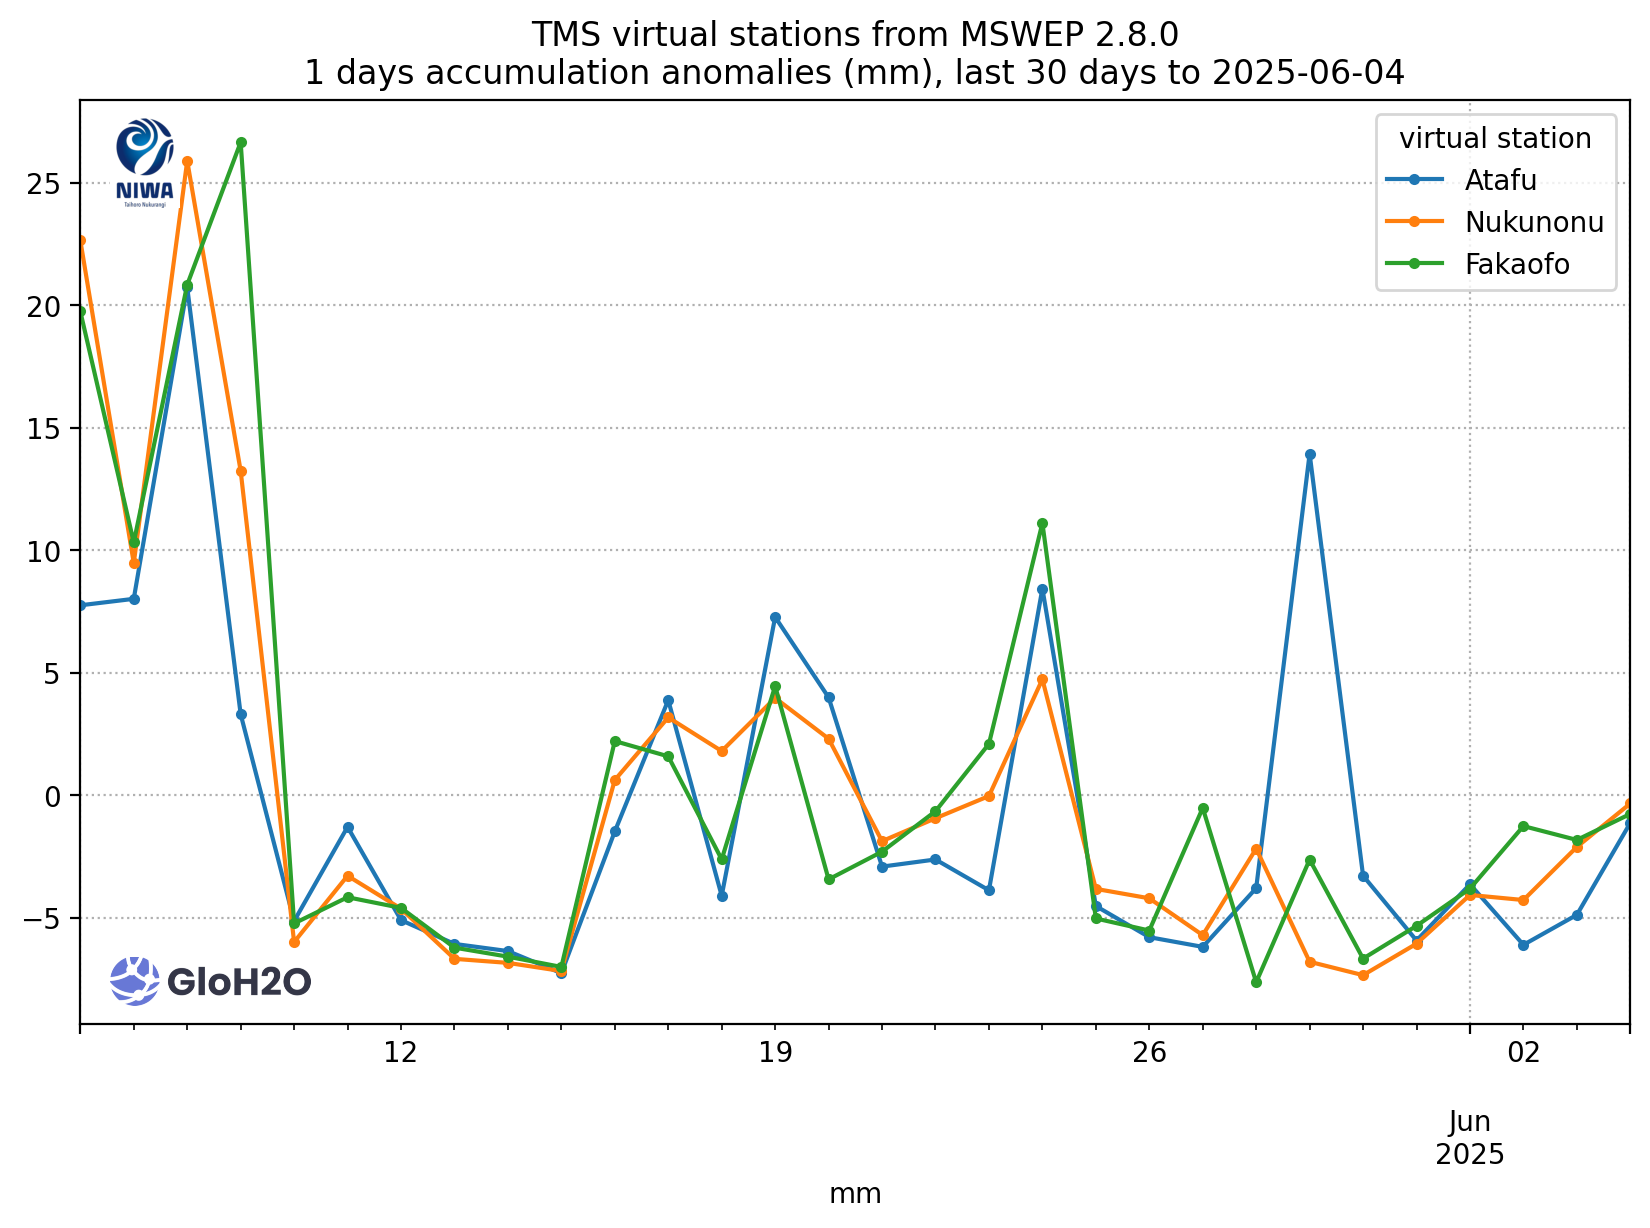 TMS virtual stations from MSWEP 2.8.0
1 days accumulation anomalies (mm), last 30 days to 2025-06-04
NIWA
Taihoro Nukurangi
virtual station
Atafu
Nukunonu
Fakaofo
25
20
15
10
5
0
−5
GloH2O
12 19 26 02
Jun
2025
mm